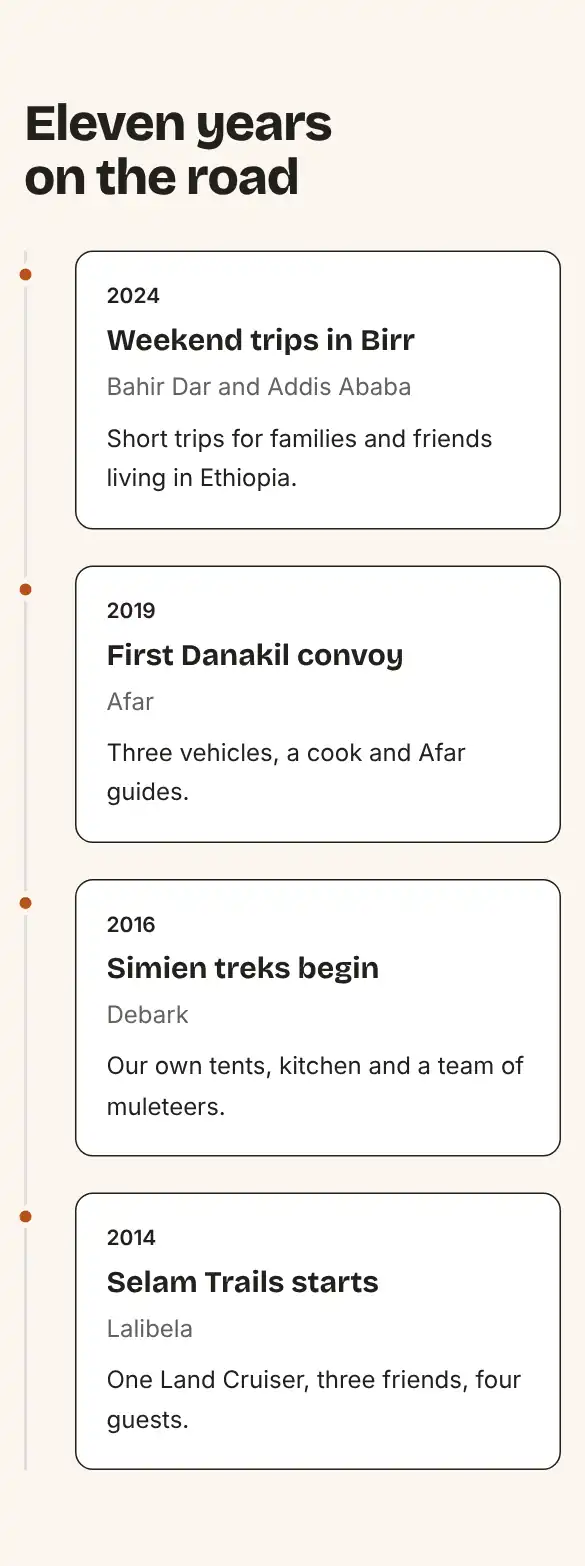 Eleven years
on the road
2024
Weekend trips in Birr
Bahir Dar and Addis Ababa
Short trips for families and friends
living in Ethiopia.
2019
First Danakil convoy
Afar
Three vehicles, a cook and Afar
guides.
2016
Simien treks begin
Debark
Our own tents, kitchen and a team of
muleteers.
2014
Selam Trails starts
Lalibela
One Land Cruiser, three friends, four
guests.